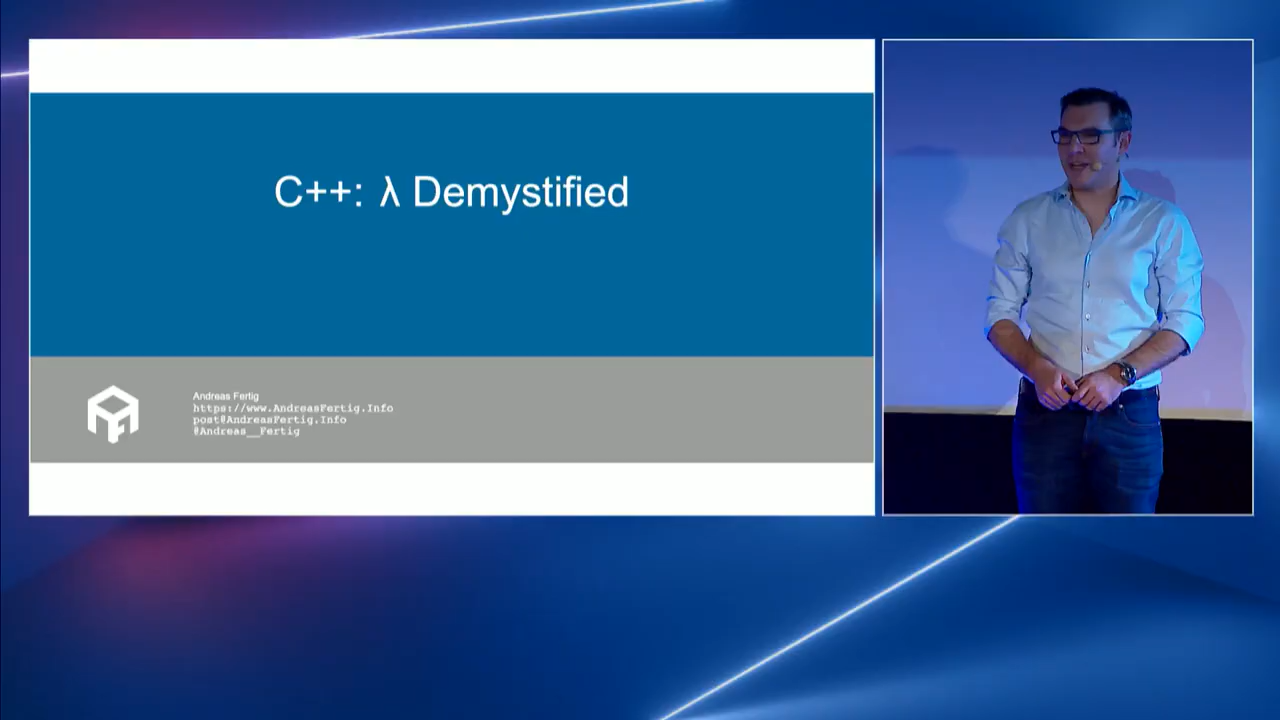 C++: λ Demystified
Andreas Fertig
https://www.AndreasFertig.Info
post@AndreasFertig.Info
@Andreas__Fertig